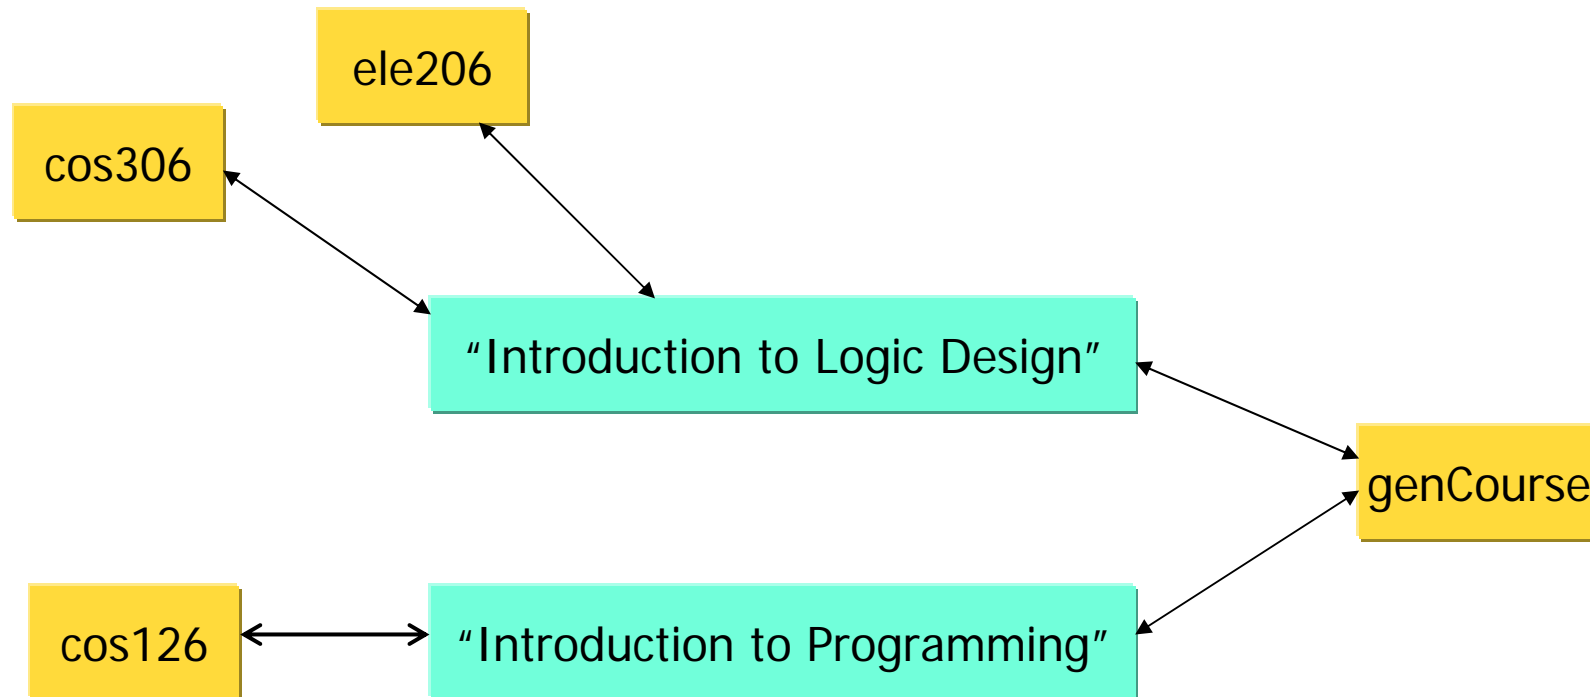 ele206
cos306
“Introduction to Logic Design”
genCourse
cos126
“Introduction to Programming”